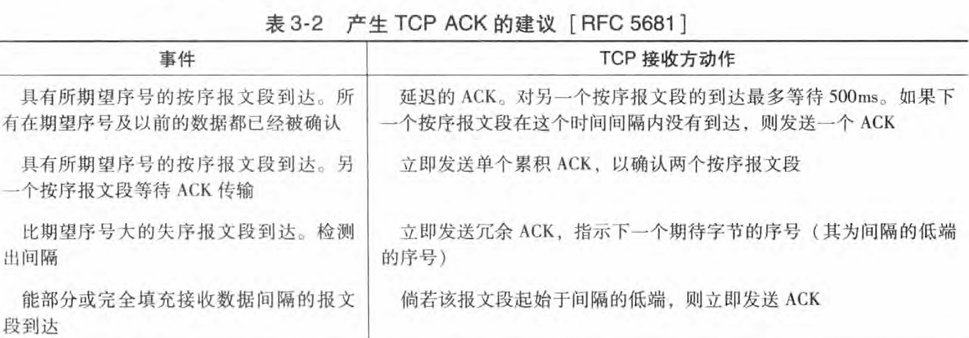 表3-2 产生TCP ACK的建议［RFC 5681］
事件
TCP接收方动作
具有所期望序号的按序报文段到达。所
有在期望序号及以前的数据都已经被确认
延迟的 ACK。对另一个按序报文段的到达最多等待 500ms。如果下
一个按序报文段在这个时间间隔内没有到达，则发送一个 ACK
具有所期望序号的按序报文段到达。另
一个按序报文段等待 ACK 传输
立即发送单个累积 ACK，以确认两个按序报文段
比期望序号大的失序报文段到达。检测
出间隔
立即发送冗余 ACK，指示下一个期待字节的序号（其为间隔的低端
的序号）
能部分或完全填充接收数据间隔的报文
段到达
倘若该报文段起始于间隔的低端，则立即发送 ACK